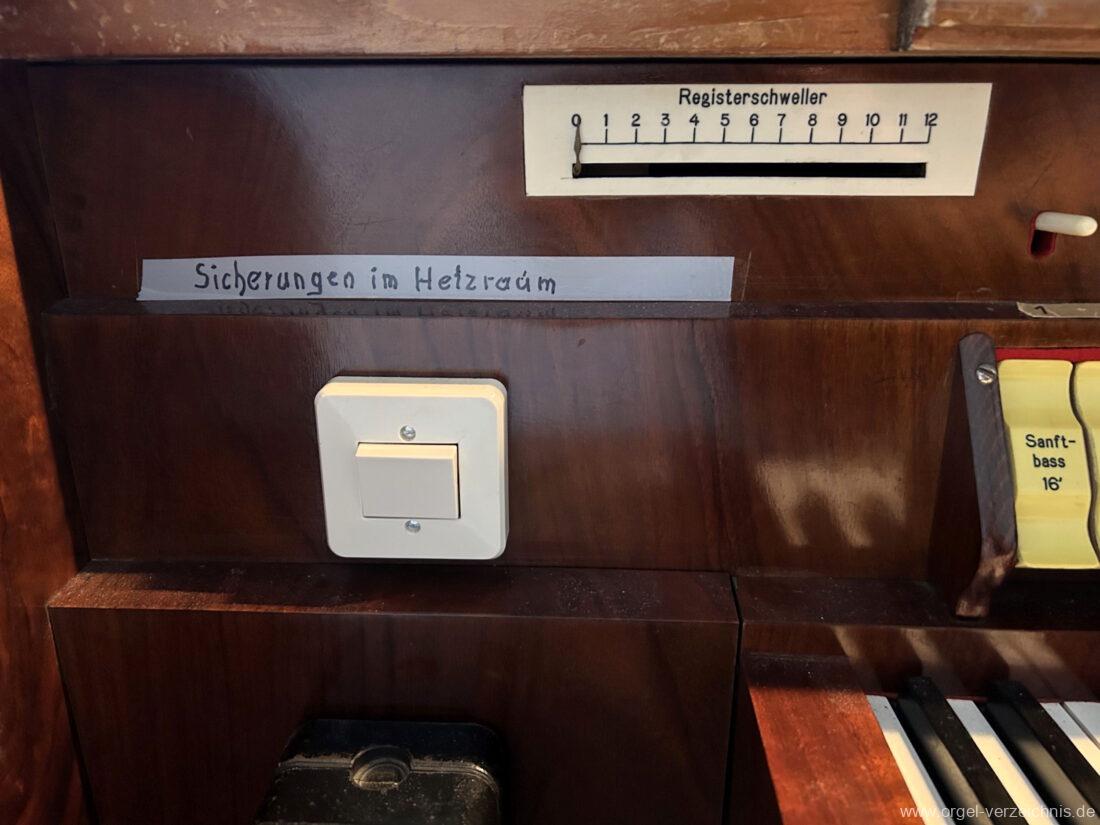 Registerschweller
0 1 2 3 4 5 6 7 8 9 10 11 12
Sicherungen im Heizraum
7
Sanft-
bass
16'
www.orgel-verzeichnis.de